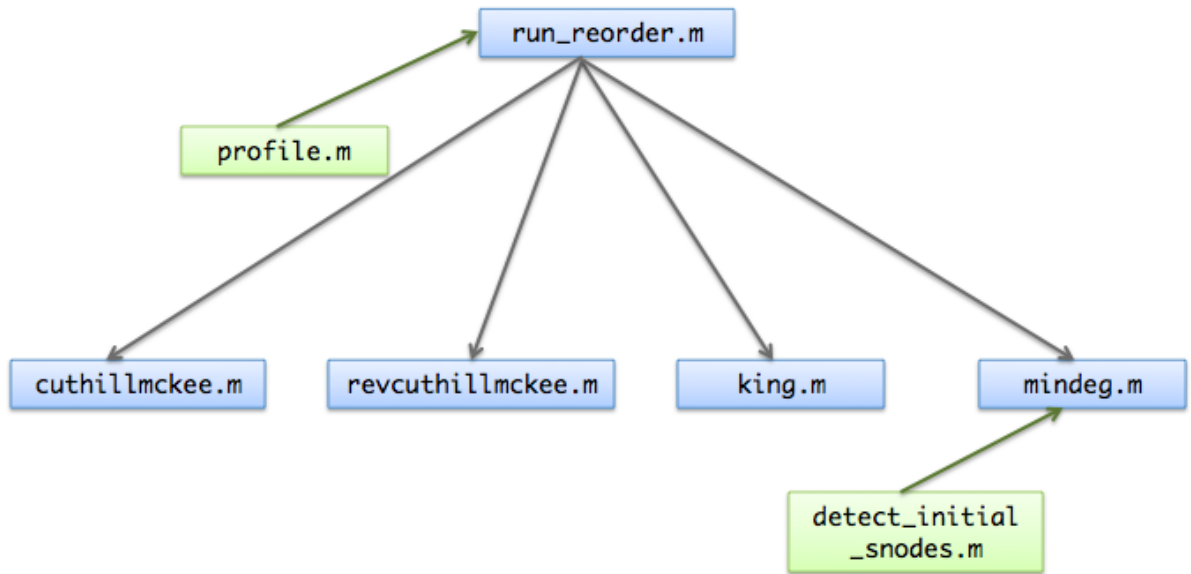 run_reorder.m
profile.m
cuthillmckee.m
revcuthillmckee.m
king.m
mindeg.m
detect_initial
_snodes.m